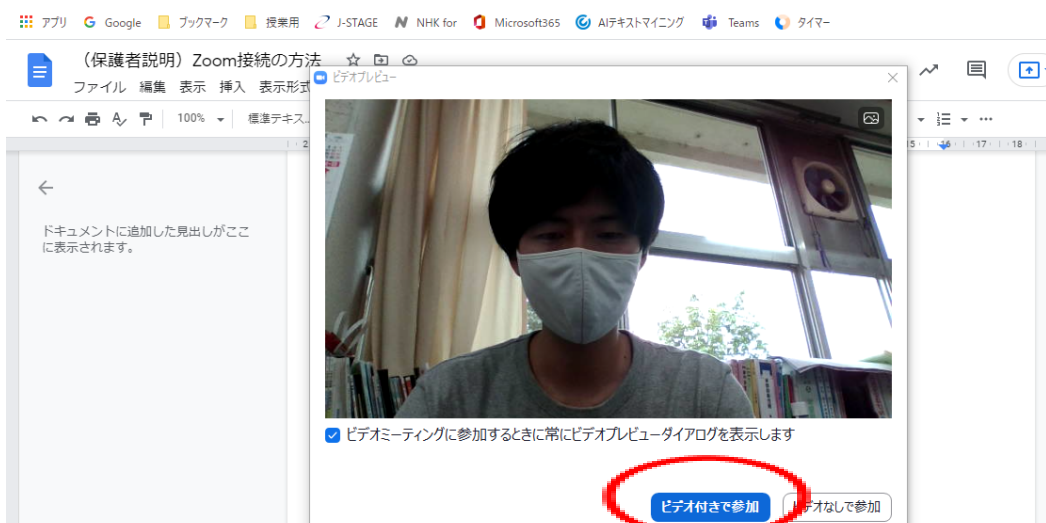 アプリ Google ブックマーク 授業用 J-STAGE NHK for Microsoft365 AIテキストマイニング Teams タイマー
（保護者説明）Zoom接続の方法
ファイル 編集 表示 挿入 表示形式
ビデオプレビュー
100% 標準テキス...
2 15 16 17 18
ドキュメントに追加した見出しがここ
に表示されます。
ビデオミーティングに参加するときに常にビデオプレビューダイアログを表示します
ビデオ付きで参加 ビデオなしで参加